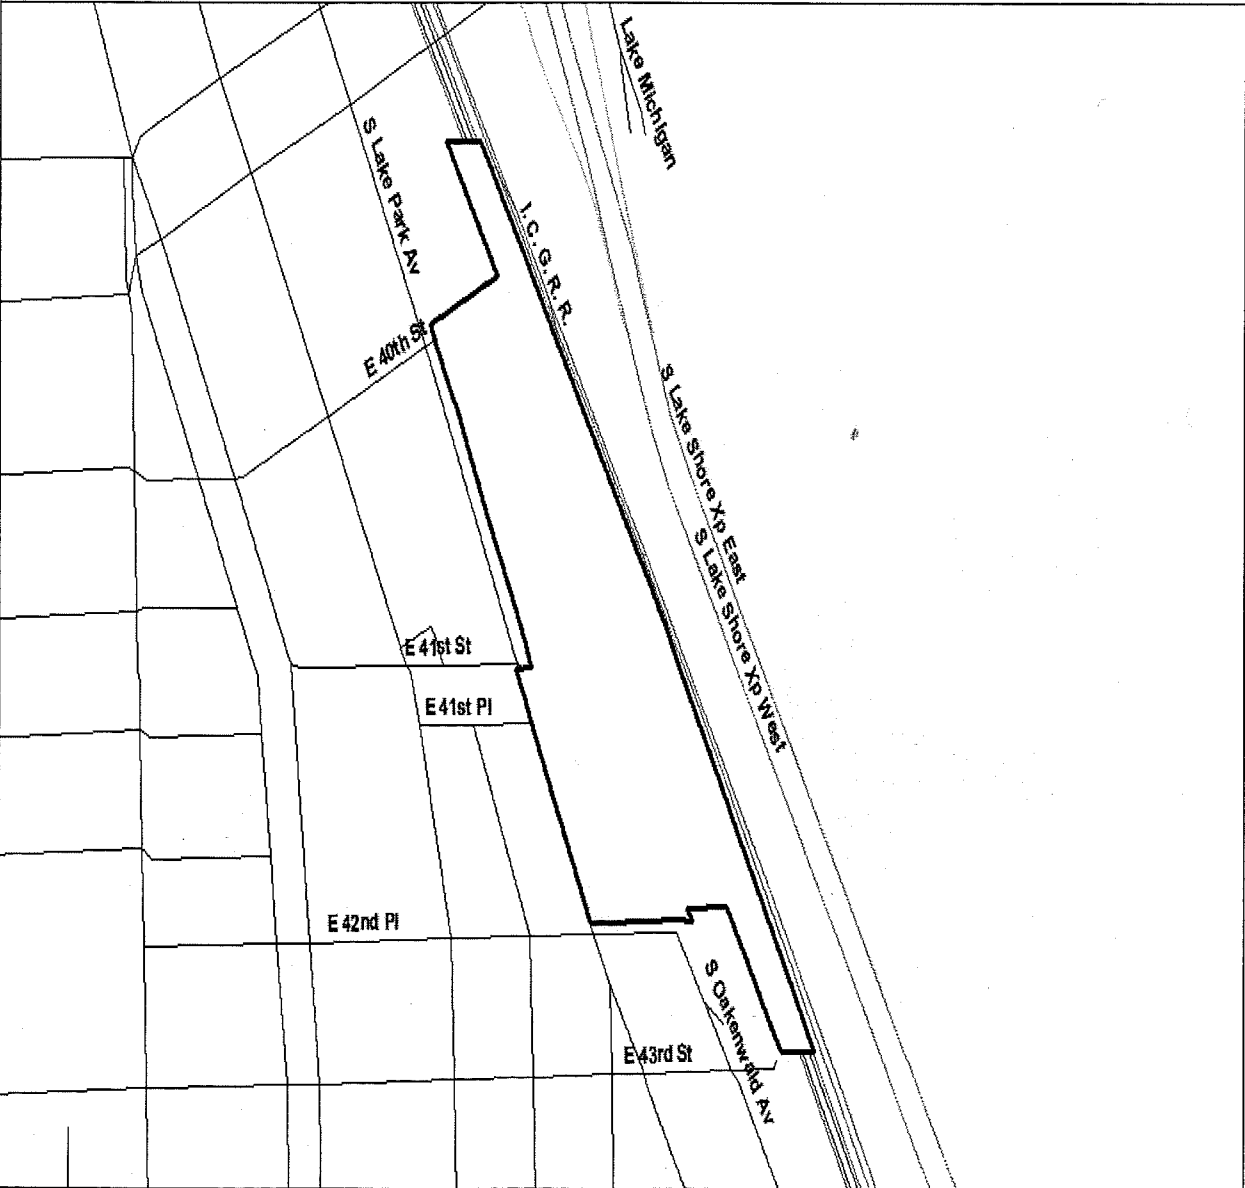 Lake Michigan
S Lake Park Av
I. C. G. R. R.
E 40th St
S Lake Shore Xp East
S Lake Shore Xp West
E 41st St
E 41st Pl
E 42nd Pl
S Oakenwald Av
E 43rd St